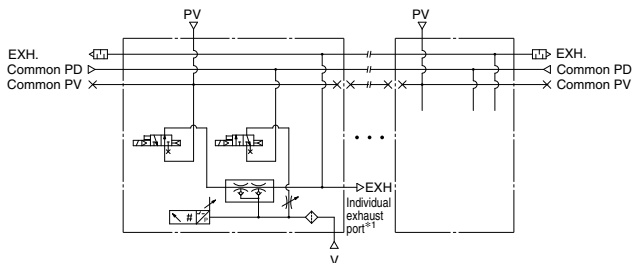 PV
PV
EXH.
EXH.
Common PD
Common PD
Common PV
Common PV
• • •
EXH
Individual
exhaust
port*1
#
V